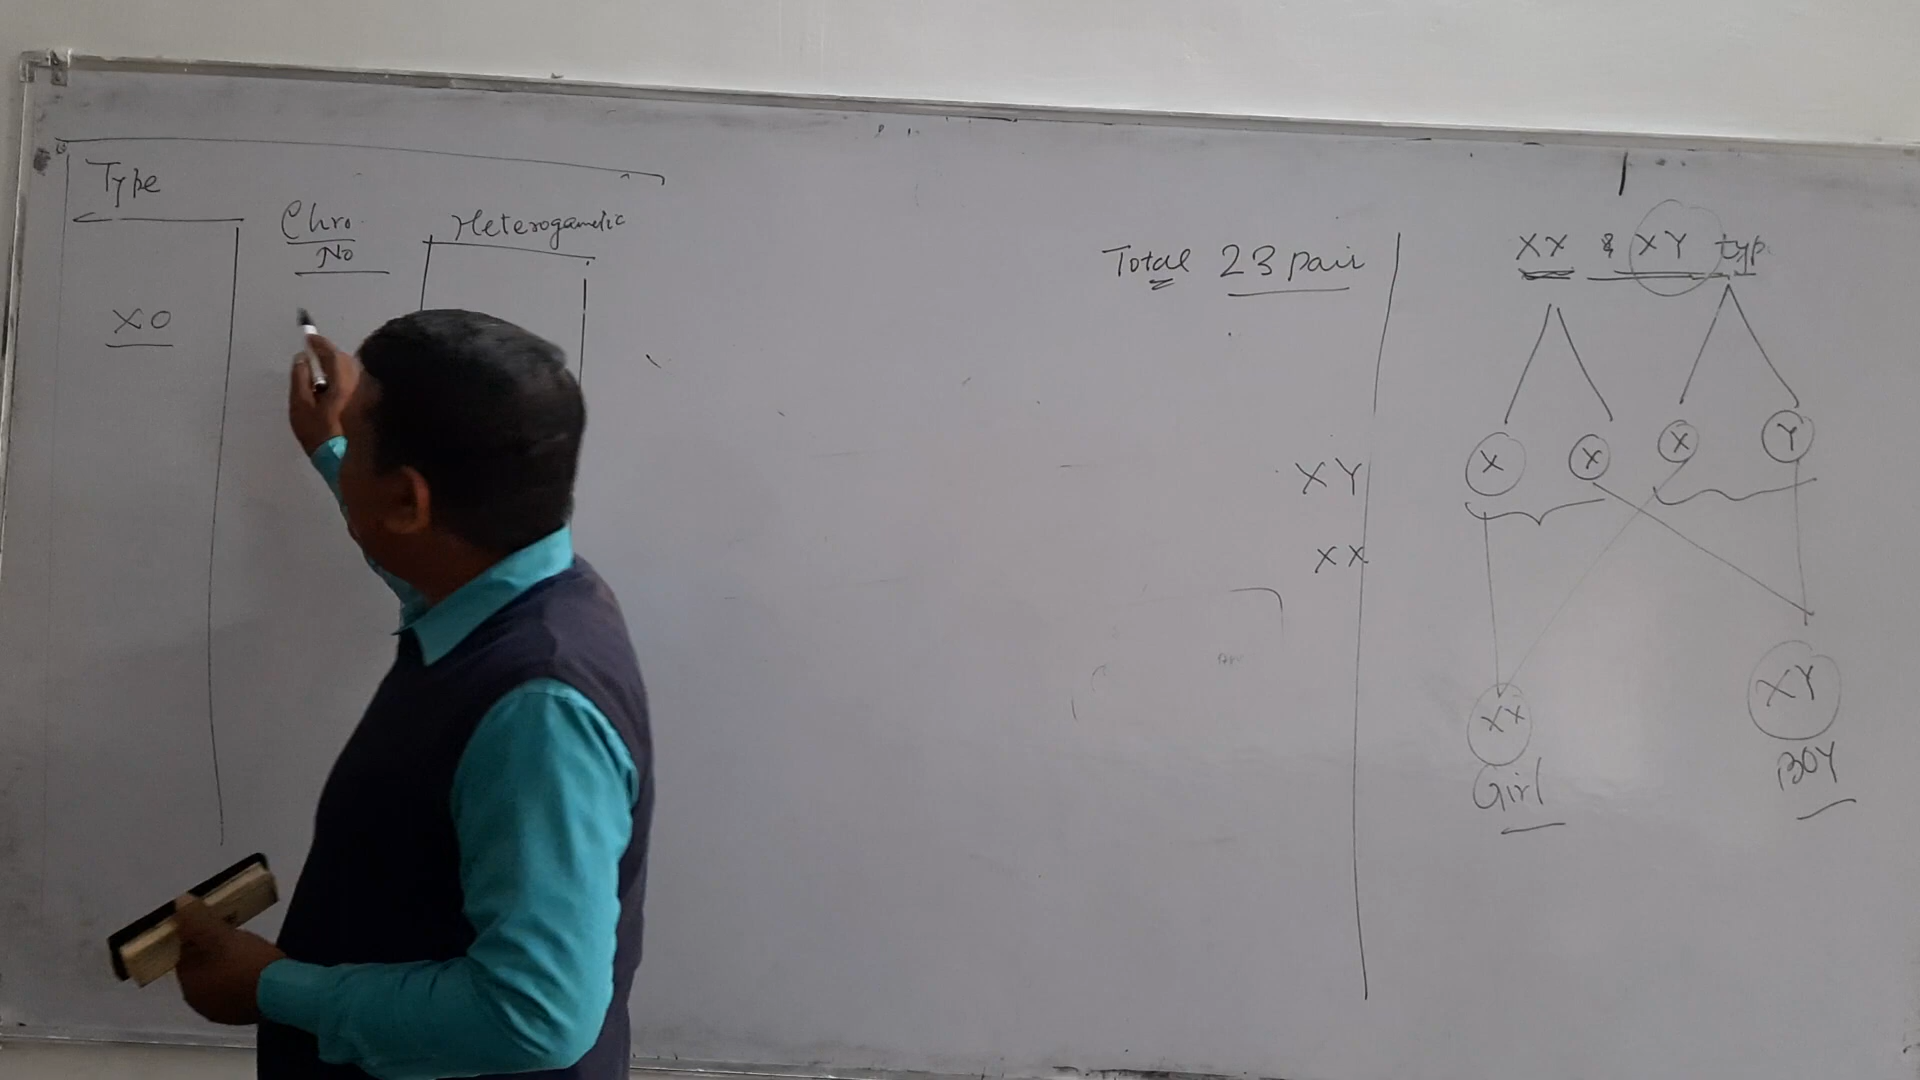 Type
Chro
No
Heterogametic
XO
Total 23 pair
XY
XX
XX & XY typ
X X X Y
XX
Girl
XY
BOY